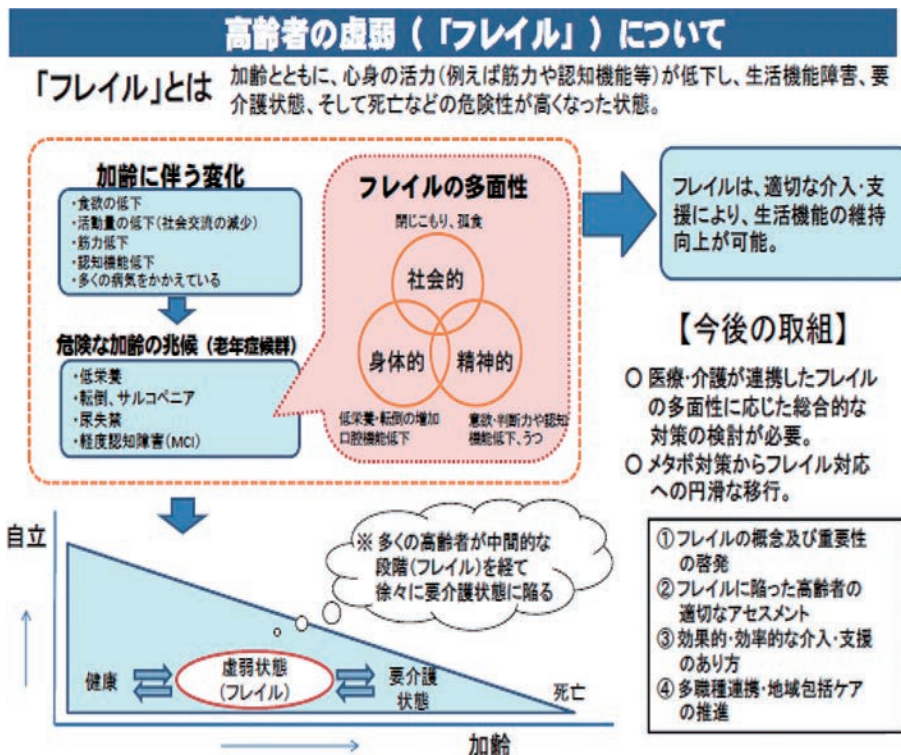 高齢者の虚弱(「フレイル」)について
「フレイル」とは
加齢とともに、心身の活力(例えば筋力や認知機能等)が低下し、生活機能障害、要
介護状態、そして死亡などの危険性が高くなった状態。
加齢に伴う変化
・食欲の低下
・活動量の低下(社会交流の減少)
・筋力低下
・認知機能低下
・多くの病気をかかえている
危険な加齢の兆候(老年症候群)
・低栄養
・転倒、サルコペニア
・尿失禁
・軽度認知障害(MCI)
フレイルの多面性
閉じこもり、孤食
社会的
身体的
精神的
低栄養・転倒の増加
口腔機能低下
意欲・判断力や認知
機能低下、うつ
フレイルは、適切な介入・支
援により、生活機能の維持
向上が可能。
【今後の取組】
○ 医療・介護が連携したフレイル
の多面性に応じた総合的な
対策の検討が必要。
○ メタボ対策からフレイル対応
への円滑な移行。
①フレイルの概念及び重要性
の啓発
②フレイルに陥った高齢者の
適切なアセスメント
③効果的・効率的な介入・支援
のあり方
④多職種連携・地域包括ケア
の推進
自立
※ 多くの高齢者が中間的な
段階(フレイル)を経て
徐々に要介護状態に陥る
健康
虚弱状態
(フレイル)
要介護
状態
死亡
加齢